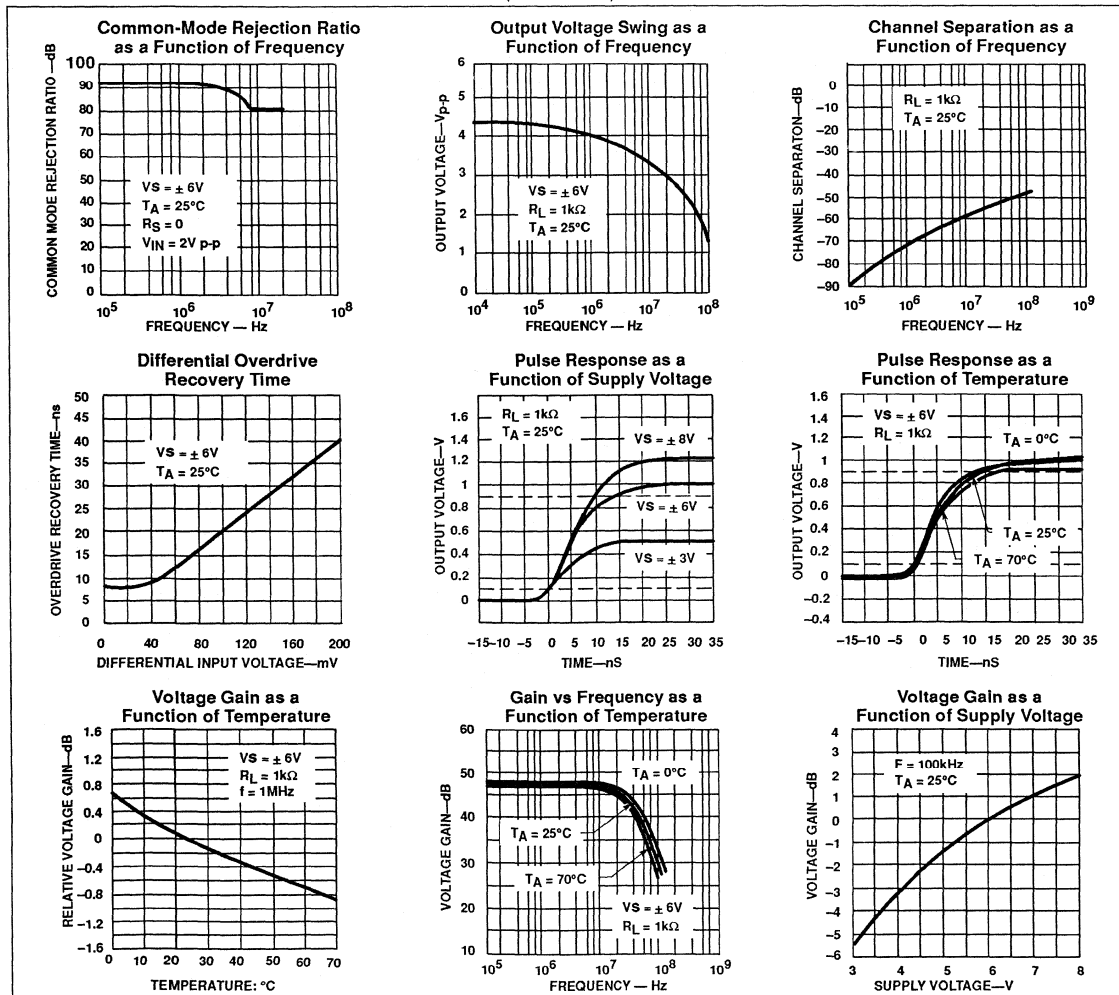 Common-Mode Rejection Ratio
as a Function of Frequency
COMMON MODE REJECTION RATIO —dB
100
90
80
70
60
50
40
30
20
10
0
VS = ± 6V
TA = 25°C
RS = 0
VIN = 2V p-p
10^5 10^6 10^7 10^8
FREQUENCY — Hz
Output Voltage Swing as a
Function of Frequency
OUTPUT VOLTAGE—Vp-p
6
5
4
3
2
1
0
VS = ± 6V
RL = 1kΩ
TA = 25°C
10^4 10^5 10^6 10^7 10^8
FREQUENCY — Hz
Channel Separation as a
Function of Frequency
CHANNEL SEPARATON—dB
0
−10
−20
−30
−40
−50
−60
−70
−80
−90
RL = 1kΩ
TA = 25°C
10^5 10^6 10^7 10^8 10^9
FREQUENCY — Hz
Differential Overdrive
Recovery Time
OVERDRIVE RECOVERY TIME—ns
50
45
40
35
30
25
20
15
10
5
0
VS = ± 6V
TA = 25°C
0 40 80 120 160 200
DIFFERENTIAL INPUT VOLTAGE—mV
Pulse Response as a
Function of Supply Voltage
OUTPUT VOLTAGE—V
1.6
1.4
1.2
1
0.8
0.6
0.4
0.2
0
RL = 1kΩ
TA = 25°C
VS = ± 8V
VS = ± 6V
VS = ± 3V
−15−10 −5 0 5 10 15 20 25 30 35
TIME—nS
Pulse Response as a
Function of Temperature
OUTPUT VOLTAGE—V
1.6
1.4
1.2
1
0.8
0.6
0.4
0.2
0
−0.2
−0.4
VS = ± 6V
RL = 1kΩ
TA = 0°C
TA = 25°C
TA = 70°C
−15−10 −5 0 5 10 15 20 25 30 35
TIME—nS
Voltage Gain as a
Function of Temperature
RELATIVE VOLTAGE GAIN—dB
1.6
1.2
0.8
0.4
0
−0.4
−0.8
−1.2
−1.6
VS = ± 6V
RL = 1kΩ
f = 1MHz
0 10 20 30 40 50 60 70
TEMPERATURE: °C
Gain vs Frequency as a
Function of Temperature
VOLTAGE GAIN—dB
60
50
40
30
20
10
TA = 0°C
TA = 25°C
TA = 70°C
VS = ± 6V
RL = 1kΩ
10^5 10^6 10^7 10^8 10^9
FREQUENCY — Hz
Voltage Gain as a
Function of Supply Voltage
VOLTAGE GAIN—dB
4
3
2
1
0
−1
−2
−3
−4
−5
−6
F = 100kHz
TA = 25°C
3 4 5 6 7 8
SUPPLY VOLTAGE—V